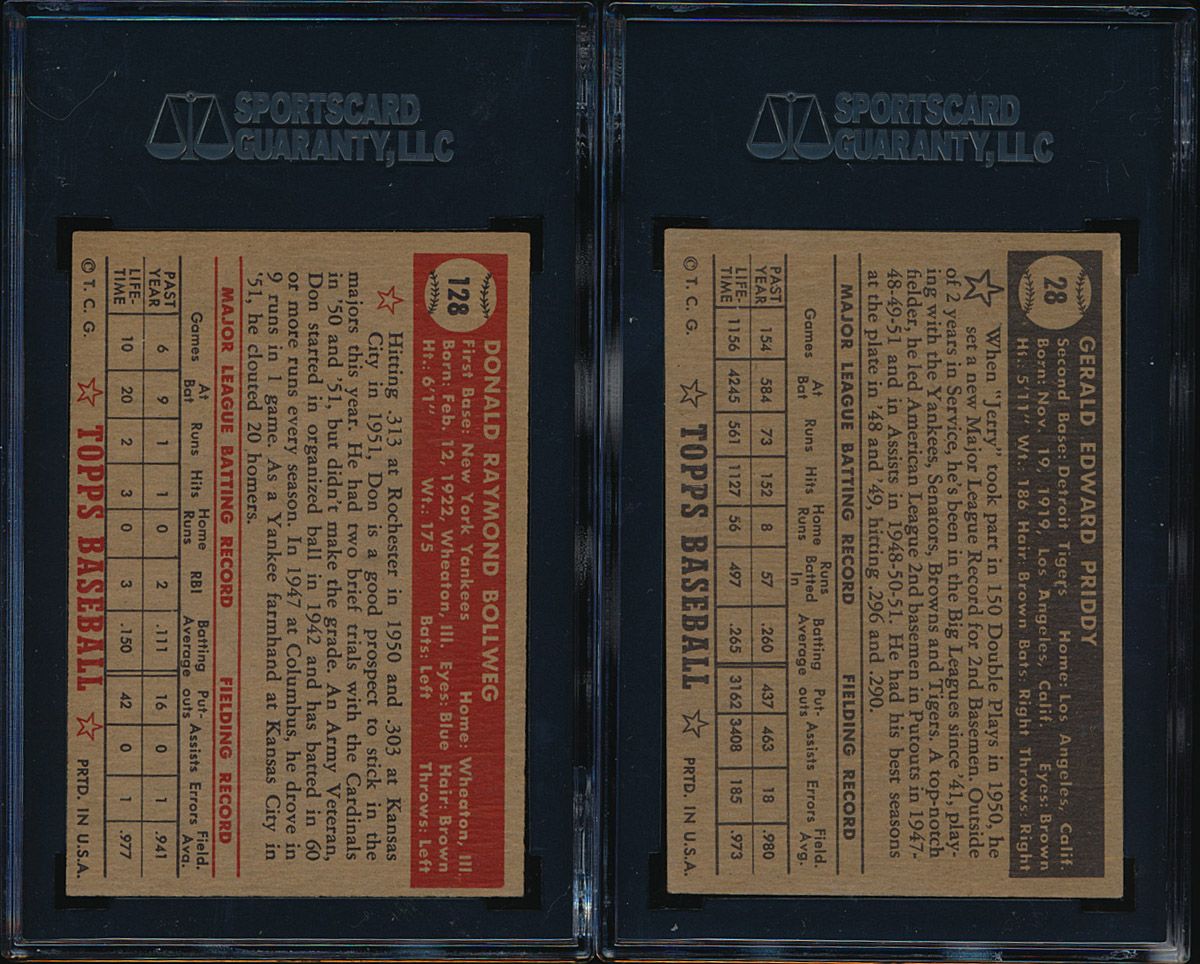 SPORTSCARD
GUARANTY, LLC
128
DONALD RAYMOND BOLLWEG
First Base: New York Yankees Home: Wheaton, Ill.
Born: Feb. 12, 1922, Wheaton, Ill. Eyes: Blue Hair: Brown
Ht.: 6'1" Wt.: 175 Bats: Left Throws: Left
Hitting .313 at Rochester in 1950 and .303 at Kansas
City in 1951, Don is a good prospect to stick in the
majors this year. He had two brief trials with the Cardinals
in '50 and '51, but didn't make the grade. An Army Veteran,
Don started in organized ball in 1942 and has batted in 60
or more runs every season. In 1947 at Columbus, he drove in
9 runs in 1 game. As a Yankee farmhand at Kansas City in
'51, he clouted 20 homers.
MAJOR LEAGUE BATTING RECORD FIELDING RECORD
Games At Bat Runs Hits Home Runs RBI Batting Average Put-outs Assists Errors Field. Avg.
PAST YEAR 6 9 1 1 0 2 .111 16 0 1 .941
LIFE-TIME 10 20 2 3 0 3 .150 42 0 1 .977
© T. C. G. TOPPS BASEBALL PRTD. IN U.S.A.
SPORTSCARD
GUARANTY, LLC
28
GERALD EDWARD PRIDDY
Second Base: Detroit Tigers Home: Los Angeles, Calif.
Born: Nov. 19, 1919, Los Angeles, Calif. Eyes: Brown
Ht: 5'11" Wt: 186 Hair: Brown Bats: Right Throws: Right
When "Jerry" took part in 150 Double Plays in 1950, he
set a new Major League Record for 2nd Basemen. Outside
of 2 years in Service, he's been in the Big Leagues since '41, play-
ing with the Yankees, Senators, Browns and Tigers. A top-notch
fielder, he led American League 2nd basemen in Putouts in 1947-
48-49-51 and in Assists in 1948-50-51. He had his best seasons
at the plate in '48 and '49, hitting .296 and .290.
MAJOR LEAGUE BATTING RECORD FIELDING RECORD
Games At Bat Runs Hits Home Runs Runs Batted In Batting Average Put-outs Assists Errors Field. Avg.
PAST YEAR 154 584 73 152 8 57 .260 437 463 18 .980
LIFE-TIME 1156 4245 561 1127 56 497 .265 3162 3408 185 .973
© T. C. G. TOPPS BASEBALL PRTD. IN U.S.A.